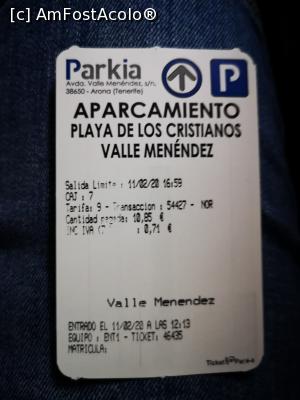 [c] AmFostAcolo®
Parkia
Avda. Valle Menéndez, s/n.
38650 - Arona (Tenerife)
P
APARCAMIENTO
PLAYA DE LOS CRISTIANOS
VALLE MENÉNDEZ
Salida Limite : 11/02/20 16:59
CAJ : 7
Tarifa: 9 - Transaccion : 54427 - NOR
Cantidad pagada: 10,85 €
INC IVA (7 : 0,71 €
Valle Menendez
ENTRADO EL 11/02/20 A LAS 12:13
EQUIPO : ENT1 - TICKET: 46435
MATRICULA: